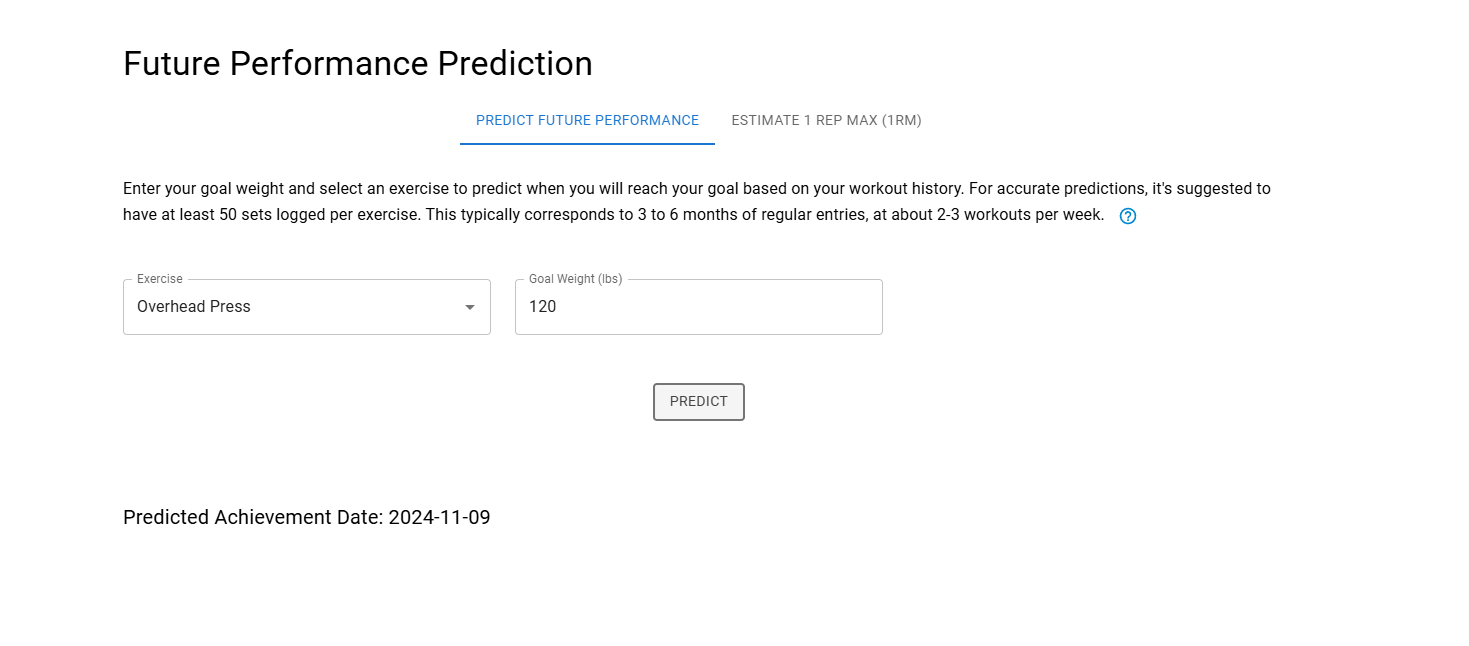 Future Performance Prediction
PREDICT FUTURE PERFORMANCE
ESTIMATE 1 REP MAX (1RM)
Enter your goal weight and select an exercise to predict when you will reach your goal based on your workout history. For accurate predictions, it's suggested to
have at least 50 sets logged per exercise. This typically corresponds to 3 to 6 months of regular entries, at about 2-3 workouts per week. ?
Exercise
Overhead Press
Goal Weight (lbs)
120
PREDICT
Predicted Achievement Date: 2024-11-09